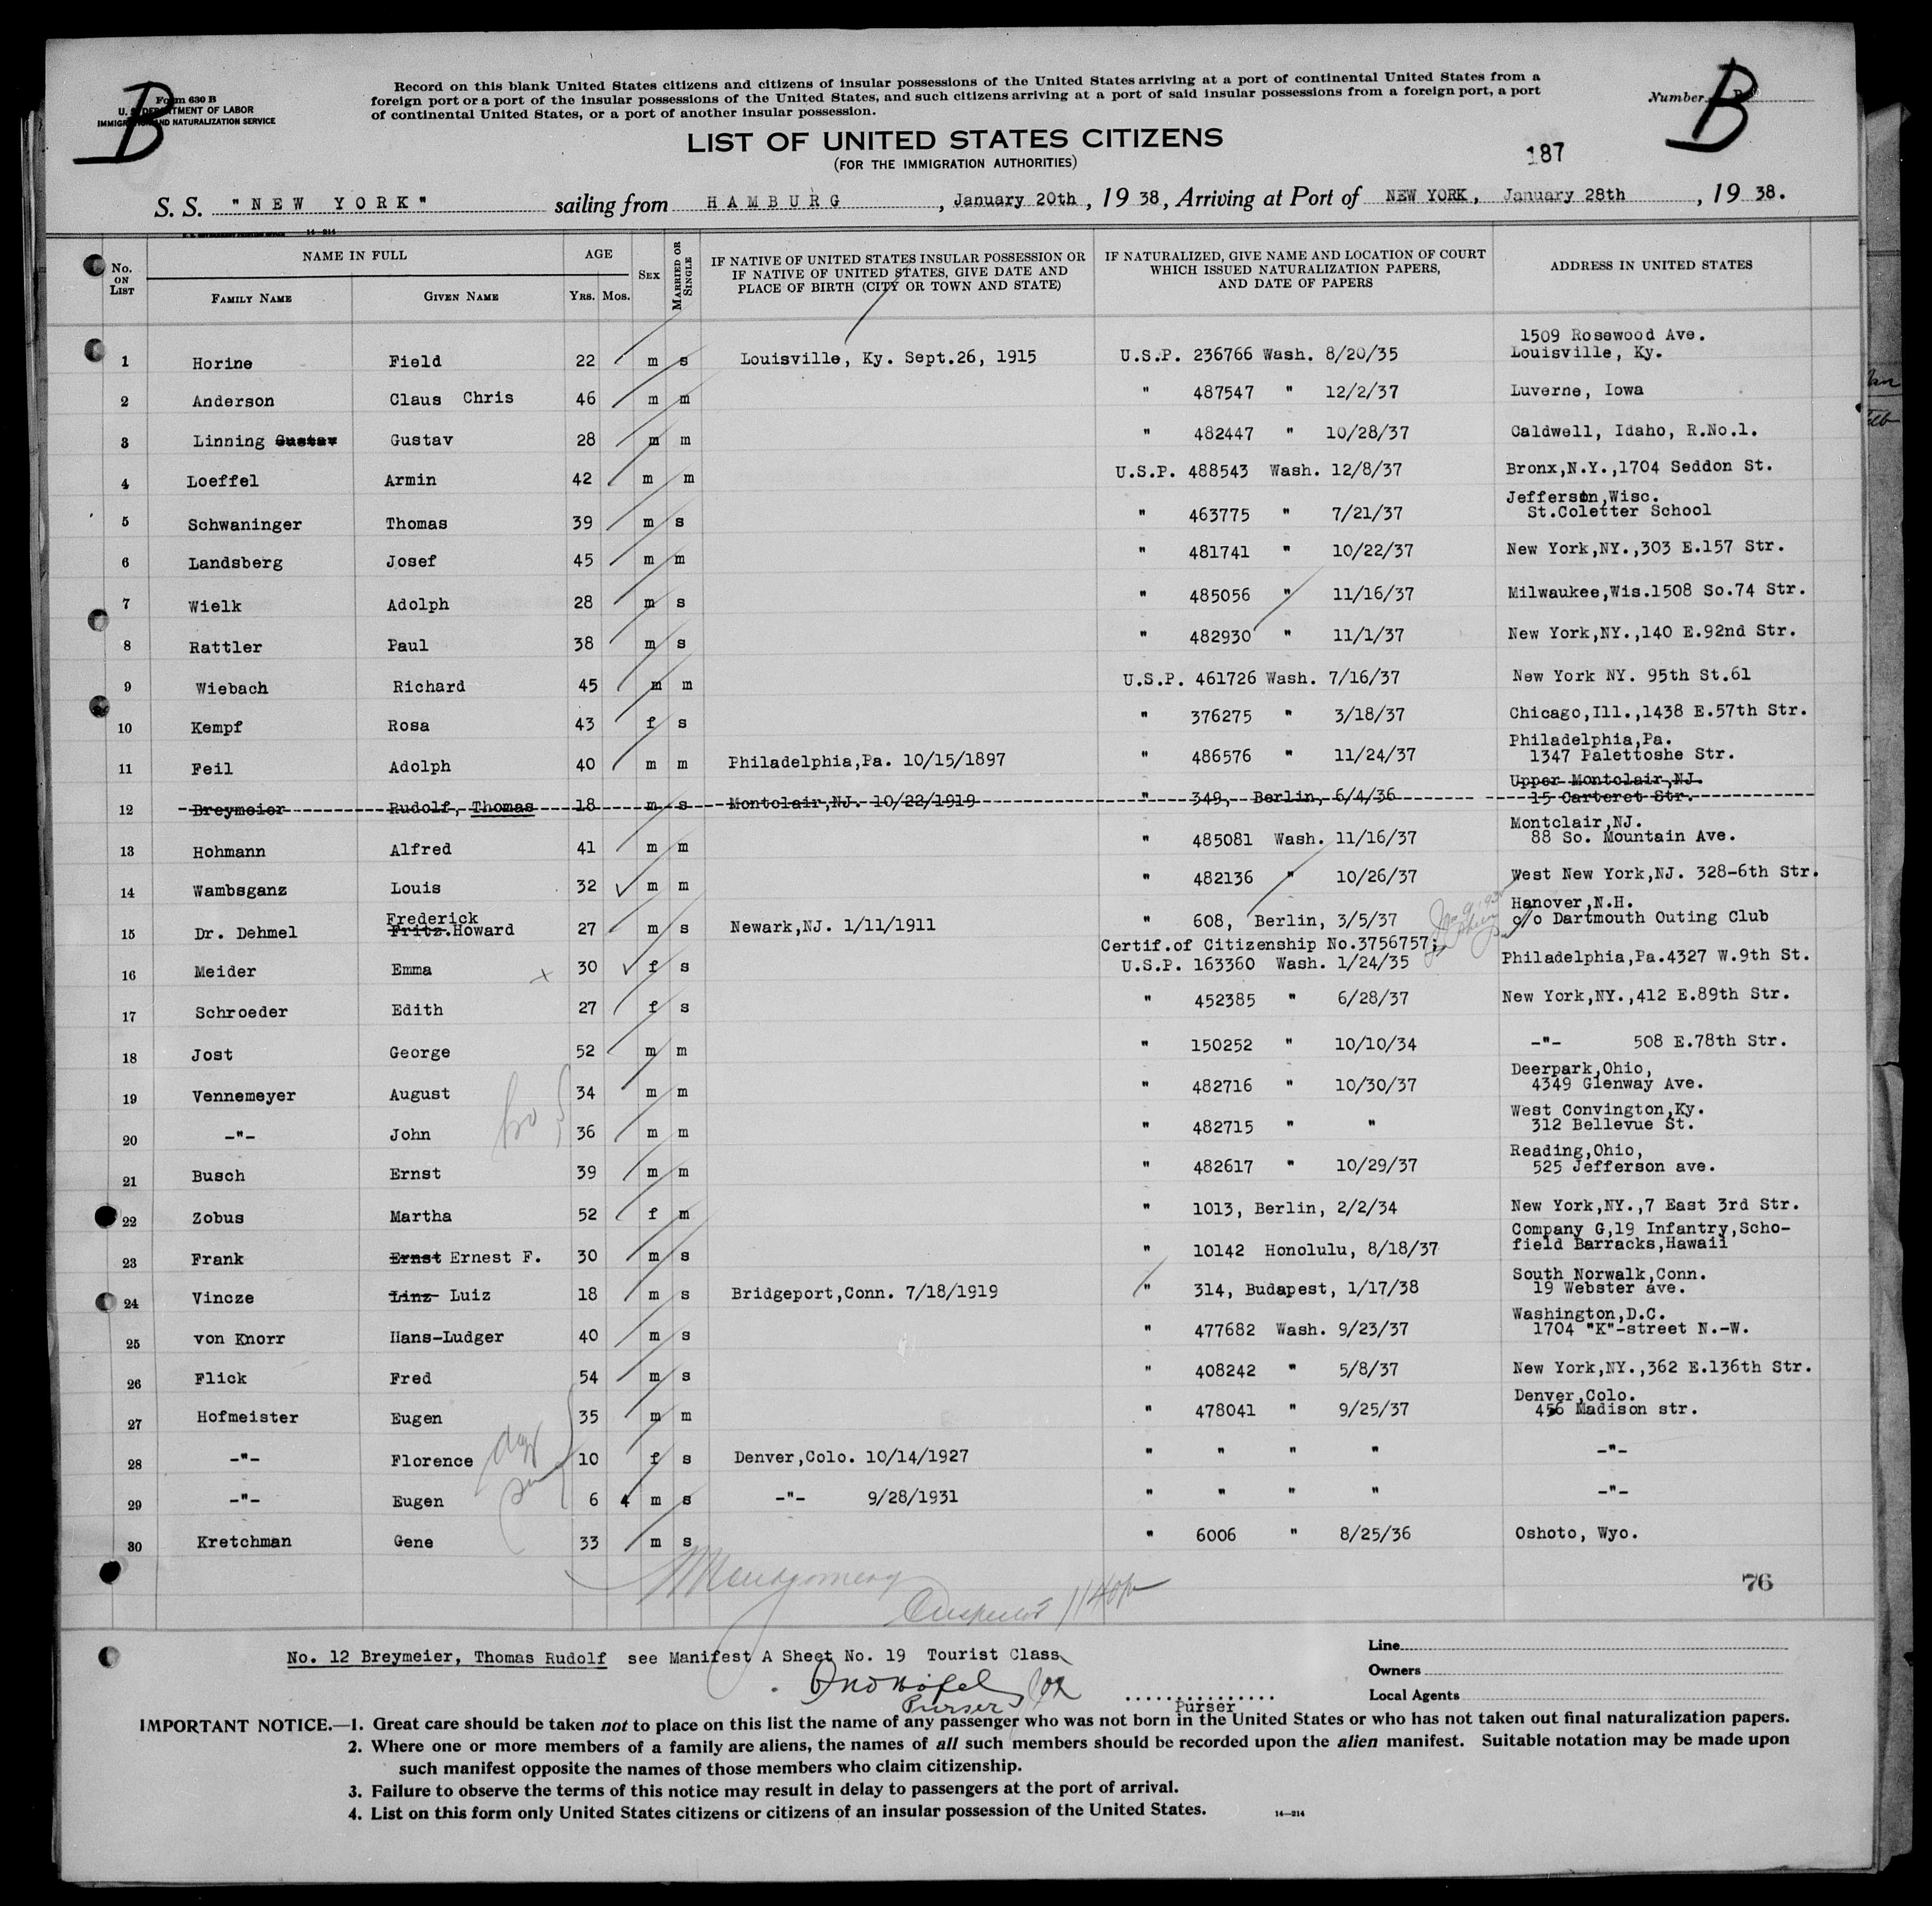 B
Form 630 B
U. S. DEPARTMENT OF LABOR
IMMIGRATION AND NATURALIZATION SERVICE
Record on this blank United States citizens and citizens of insular possessions of the United States arriving at a port of continental United States from a
foreign port or a port of the insular possessions of the United States, and such citizens arriving at a port of said insular possessions from a foreign port, a port
of continental United States, or a port of another insular possession.
Number B
LIST OF UNITED STATES CITIZENS
(FOR THE IMMIGRATION AUTHORITIES)
187
S. S. "NEW YORK" sailing from HAMBURG, January 20th, 1938, Arriving at Port of NEW YORK, January 28th, 1938.
14-214
No. ON LIST NAME IN FULL FAMILY NAME GIVEN NAME AGE YRS. MOS. SEX MARRIED OR SINGLE IF NATIVE OF UNITED STATES INSULAR POSSESSION OR IF NATIVE OF UNITED STATES, GIVE DATE AND PLACE OF BIRTH (CITY OR TOWN AND STATE) IF NATURALIZED, GIVE NAME AND LOCATION OF COURT WHICH ISSUED NATURALIZATION PAPERS, AND DATE OF PAPERS ADDRESS IN UNITED STATES
1 Horine Field 22 m s Louisville, Ky. Sept.26, 1915 U.S.P. 236766 Wash. 8/20/35 1509 Rosewood Ave. Louisville, Ky.
2 Anderson Claus Chris 46 m m " 487547 " 12/2/37 Luverne, Iowa
3 Linning Gustav Gustav 28 m m " 482447 " 10/28/37 Caldwell, Idaho, R.No.1.
4 Loeffel Armin 42 m m U.S.P. 488543 Wash. 12/8/37 Bronx,N.Y.,1704 Seddon St.
5 Schwaninger Thomas 39 m s " 463775 " 7/21/37 Jefferson,Wisc. St.Coletter School
6 Landsberg Josef 45 m m " 481741 " 10/22/37 New York,NY.,303 E.157 Str.
7 Wielk Adolph 28 m s " 485056 " 11/16/37 Milwaukee,Wis.1508 So.74 Str.
8 Rattler Paul 38 m s " 482930 " 11/1/37 New York,NY.,140 E.92nd Str.
9 Wiebach Richard 45 m m U.S.P. 461726 Wash. 7/16/37 New York NY. 95th St.61
10 Kempf Rosa 43 f s " 376275 " 3/18/37 Chicago,Ill.,1438 E.57th Str.
11 Feil Adolph 40 m m Philadelphia,Pa. 10/15/1897 " 486576 " 11/24/37 Philadelphia,Pa. 1347 Palettoshe Str.
12 Breymeier Rudolf, Thomas 18 m s Montclair,NJ. 10/22/1919 " 349, Berlin, 6/4/36 Upper Montclair,NJ. 15 Carteret Str.
13 Hohmann Alfred 41 m m " 485081 Wash. 11/16/37 Montclair,NJ. 88 So. Mountain Ave.
14 Wambsganz Louis 32 m m " 482136 " 10/26/37 West New York,NJ. 328-6th Str.
15 Dr. Dehmel Frederick Fritz.Howard 27 m s Newark,NJ. 1/11/1911 " 608, Berlin, 3/5/37 Hanover,N.H. c/o Dartmouth Outing Club
Certif.of Citizenship No.3756757;
16 Meider Emma x 30 f s U.S.P. 163360 Wash. 1/24/35 Philadelphia,Pa.4327 W.9th St.
17 Schroeder Edith 27 f s " 452385 " 6/28/37 New York,NY.,412 E.89th Str.
18 Jost George 52 m m " 150252 " 10/10/34 -"- 508 E.78th Str.
19 Vennemeyer August 34 m m " 482716 " 10/30/37 Deerpark,Ohio, 4349 Glenway Ave.
bro
20 -"- John 36 m m " 482715 " " West Convington,Ky. 312 Bellevue St.
21 Busch Ernst 39 m m " 482617 " 10/29/37 Reading,Ohio, 525 Jefferson ave.
22 Zobus Martha 52 f m " 1013, Berlin, 2/2/34 New York,NY.,7 East 3rd Str.
23 Frank Ernst Ernest F. 30 m s " 10142 Honolulu, 8/18/37 Company G,19 Infantry,Scho- field Barracks,Hawaii
24 Vincze Linz Luiz 18 m s Bridgeport,Conn. 7/18/1919 " 314, Budapest, 1/17/38 South Norwalk,Conn. 19 Webster ave.
25 von Knorr Hans-Ludger 40 m s " 477682 Wash. 9/23/37 Washington,D.C. 1704 "K"-street N.-W.
26 Flick Fred 54 m s " 408242 " 5/8/37 New York,NY.,362 E.136th Str.
27 Hofmeister Eugen 35 m m " 478041 " 9/25/37 Denver,Colo. 456 Madison str.
28 -"- Florence 10 f s Denver,Colo. 10/14/1927 " " " " -"-
29 -"- Eugen 6 4 m s -"- 9/28/1931 " " " " -"-
30 Kretchman Gene 33 m s " 6006 " 8/25/36 Oshoto, Wyo.
Montgomery
Inspector 1140p
76
No. 12 Breymeier, Thomas Rudolf see Manifest A Sheet No. 19 Tourist Class
Purser
Purser
Line
Owners
Local Agents
IMPORTANT NOTICE.—1. Great care should be taken not to place on this list the name of any passenger who was not born in the United States or who has not taken out final naturalization papers.
2. Where one or more members of a family are aliens, the names of all such members should be recorded upon the alien manifest. Suitable notation may be made upon
such manifest opposite the names of those members who claim citizenship.
3. Failure to observe the terms of this notice may result in delay to passengers at the port of arrival.
4. List on this form only United States citizens or citizens of an insular possession of the United States.
14—214